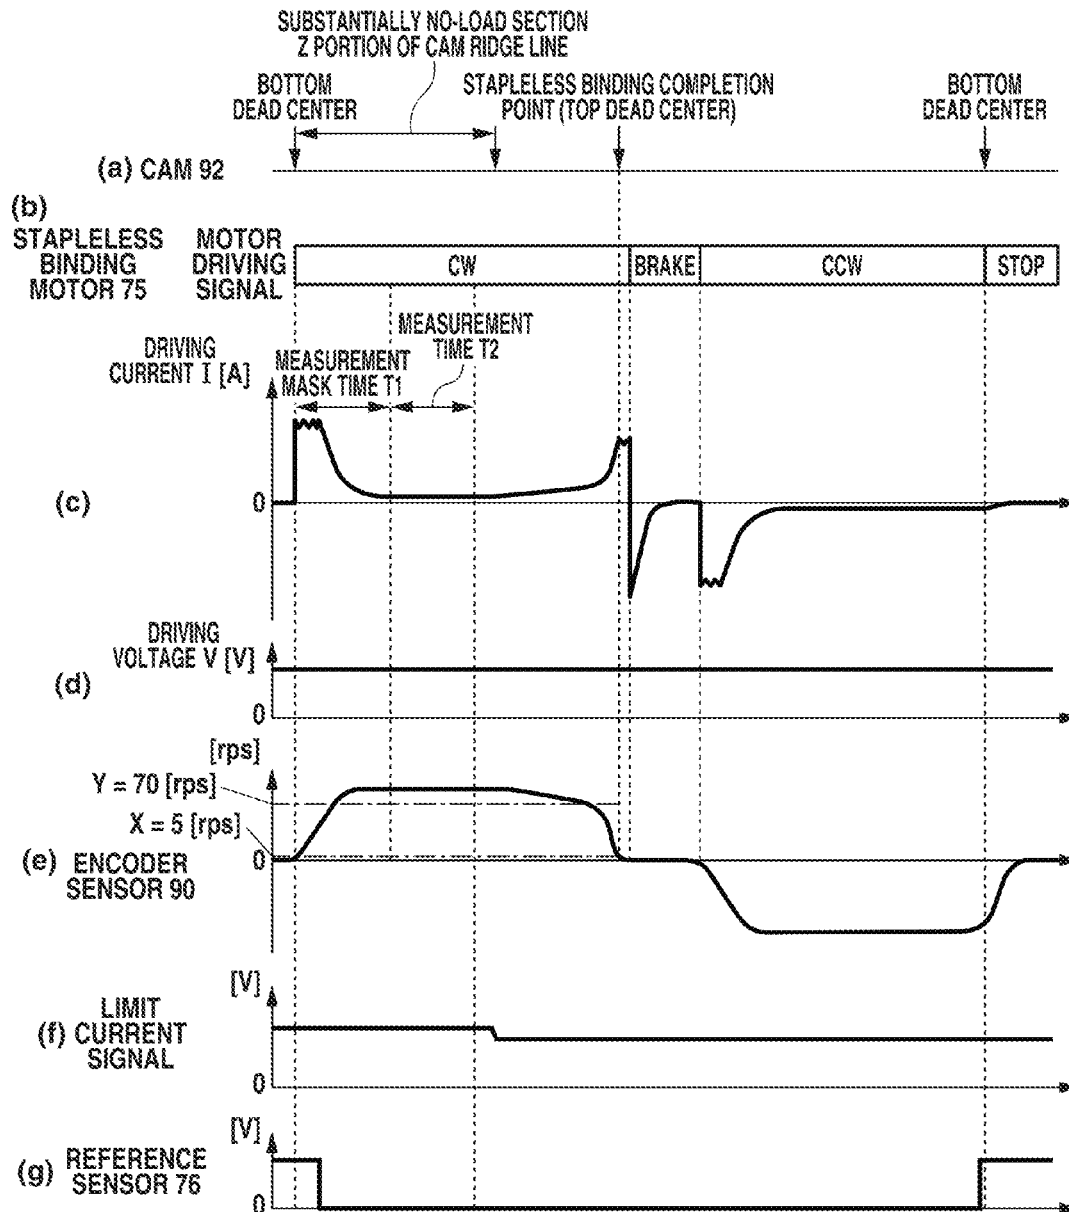 SUBSTANTIALLY NO-LOAD SECTION
Z PORTION OF CAM RIDGE LINE
BOTTOM
DEAD CENTER
STAPLELESS BINDING COMPLETION
POINT (TOP DEAD CENTER)
BOTTOM
DEAD CENTER
(a) CAM 92
(b)
STAPLELESS
BINDING
MOTOR 75
MOTOR
DRIVING
SIGNAL
CW
BRAKE
CCW
STOP
MEASUREMENT
TIME T2
DRIVING
CURRENT I [A]
MEASUREMENT
MASK TIME T1
(c)
0
DRIVING
VOLTAGE V [V]
(d)
0
[rps]
Y = 70 [rps]
X = 5 [rps]
0
(e) ENCODER
SENSOR 90
[V]
(f) LIMIT
CURRENT
SIGNAL
0
[V]
(g) REFERENCE
SENSOR 76
0